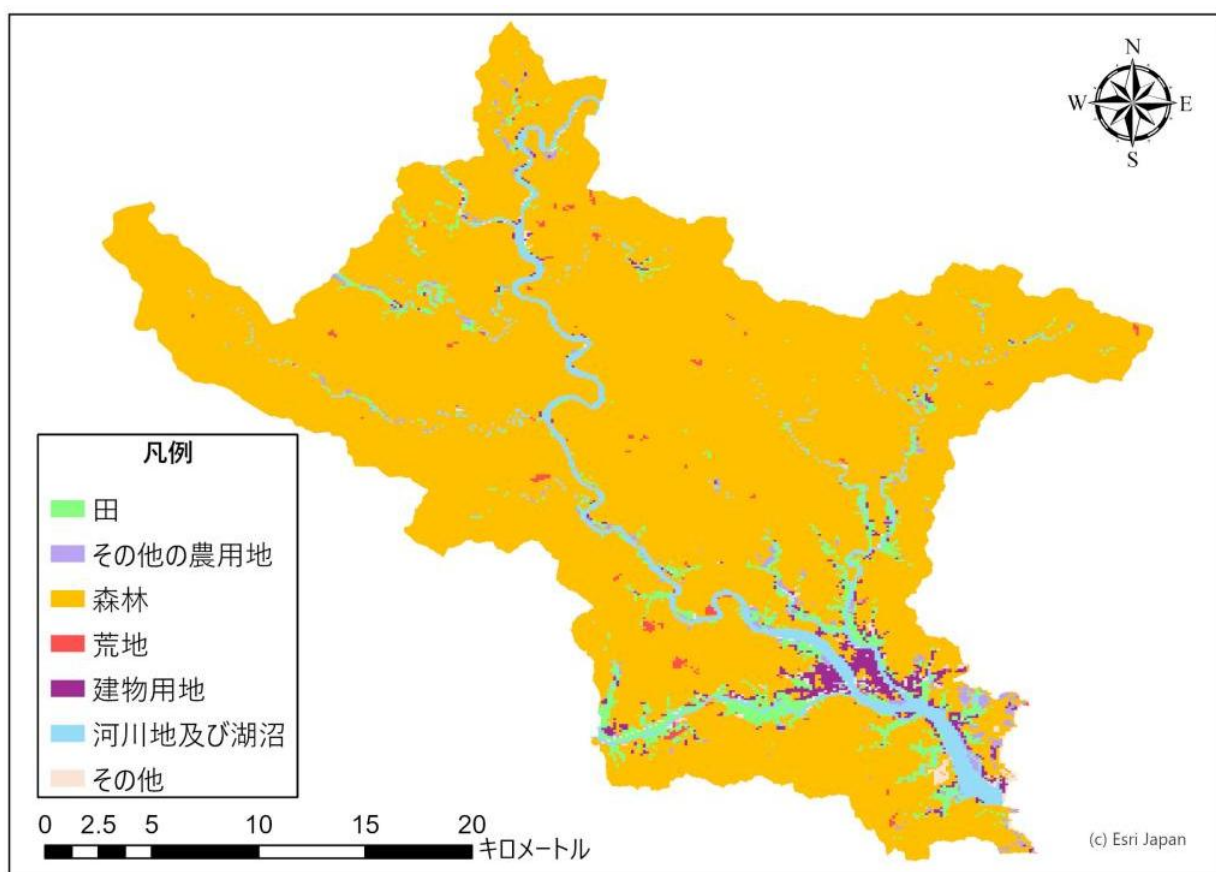 N
W E
S
凡例
田
その他の農用地
森林
荒地
建物用地
河川地及び湖沼
その他
0 2.5 5 10 15 20
キロメートル
(c) Esri Japan